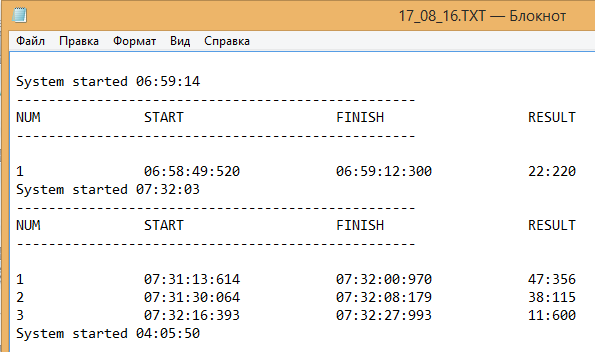 17_08_16.TXT — Блокнот
Файл Правка Формат Вид Справка
System started 06:59:14
--------------------------------------------------
NUM START FINISH RESULT
--------------------------------------------------
1 06:58:49:520 06:59:12:300 22:220
System started 07:32:03
--------------------------------------------------
NUM START FINISH RESULT
--------------------------------------------------
1 07:31:13:614 07:32:00:970 47:356
2 07:31:30:064 07:32:08:179 38:115
3 07:32:16:393 07:32:27:993 11:600
System started 04:05:50